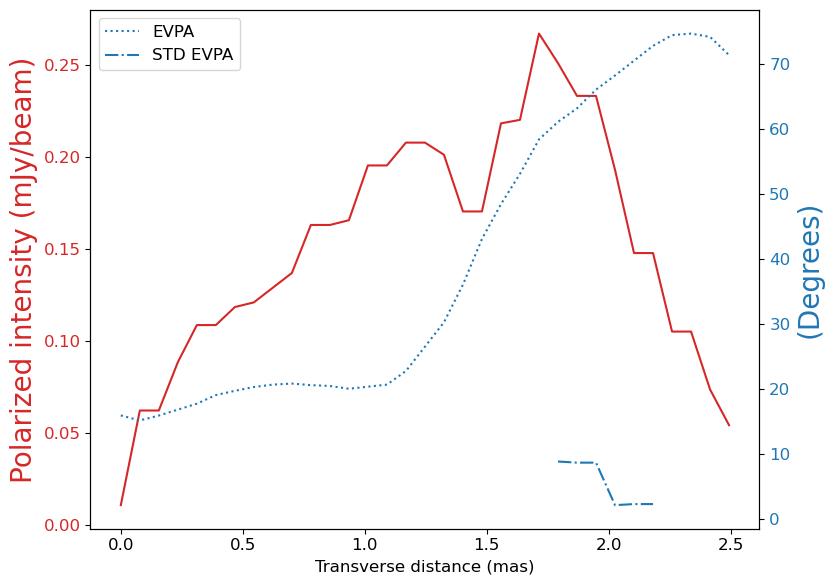 EVPA
STD EVPA
Polarized intensity (mJy/beam)
0.25
0.20
0.15
0.10
0.05
0.00
70
60
50
40
30
20
10
0
(Degrees)
0.0 0.5 1.0 1.5 2.0 2.5
Transverse distance (mas)